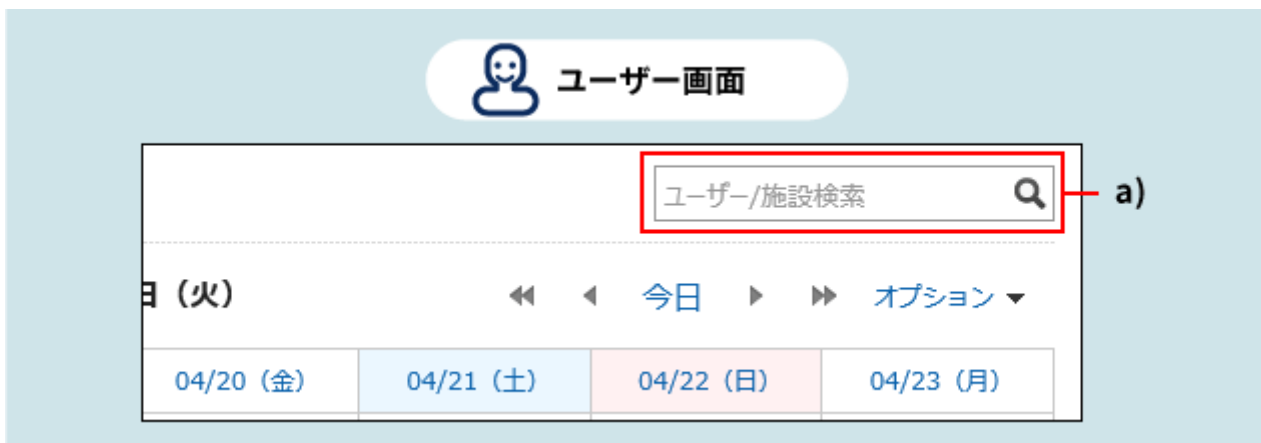 ユーザー画面
ユーザー/施設検索
a)
日（火）
今日
オプション
04/20（金）
04/21（土）
04/22（日）
04/23（月）